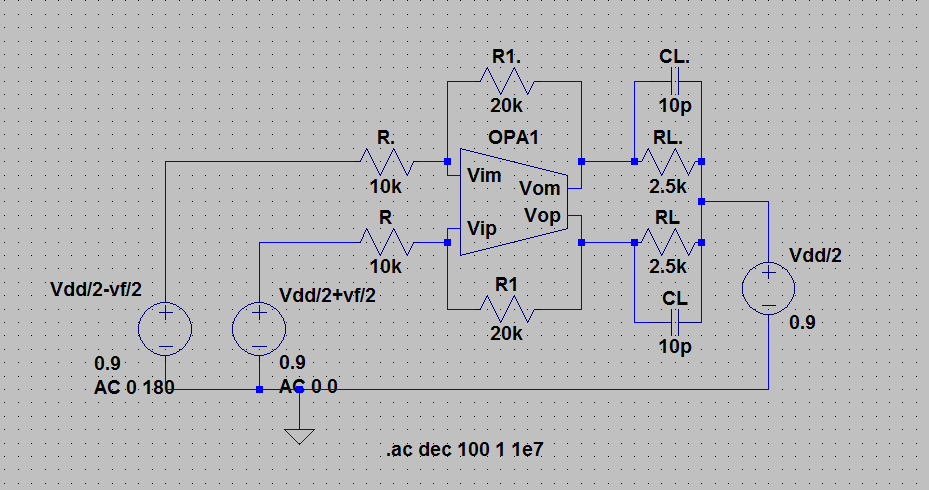 R1.
20k
CL.
10p
R.
10k
OPA1
RL.
2.5k
Vim
Vom
Vop
Vip
R
10k
RL
2.5k
Vdd/2
0.9
Vdd/2-vf/2
0.9
AC 0 180
Vdd/2+vf/2
0.9
AC 0 0
R1
20k
CL
10p
.ac dec 100 1 1e7